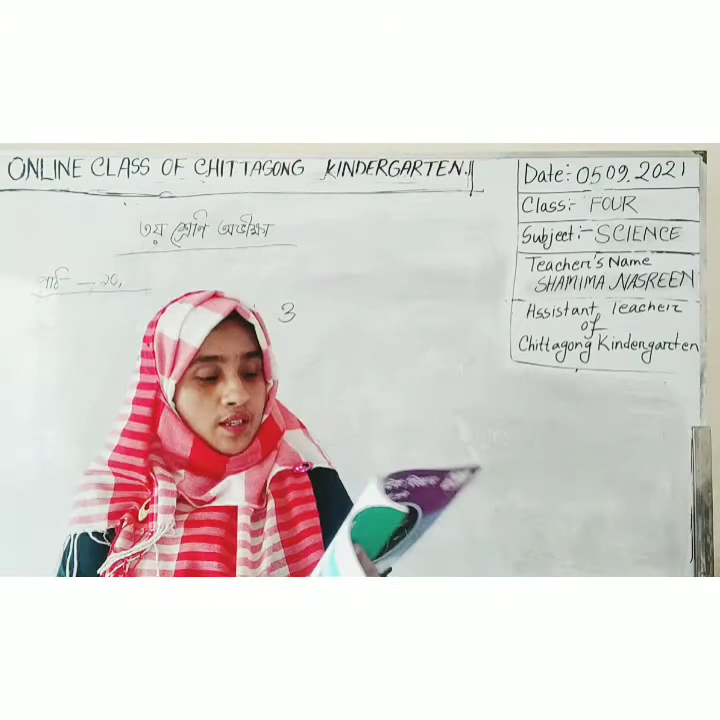 ONLINE CLASS OF CHITTAGONG KINDERGARTEN.
Date:- 05 09. 2021
Class:- FOUR
Subject:- SCIENCE
Teacher's Name
SHAMIMA NASREEN
Assistant Teacher
of
Chittagong Kindergarten
৩য় শ্রেণি অভীক্ষা
3